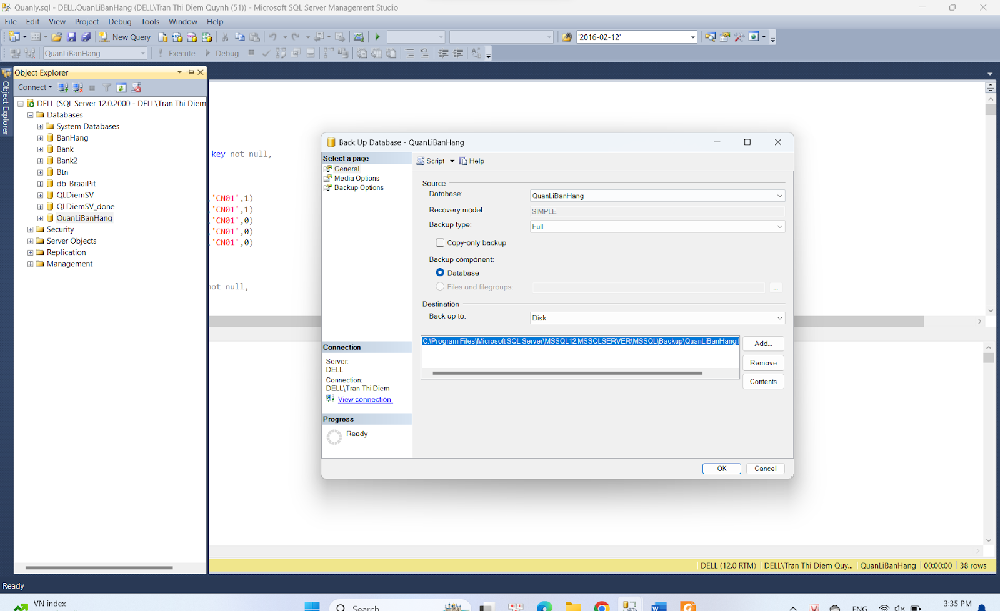 Quanly.sql - DELL.QuanLiBanHang (DELL\Tran Thi Diem Quynh (51)) - Microsoft SQL Server Management Studio
File Edit View Project Debug Tools Window Help
New Query '2016-02-12'
QuanLiBanHang Execute Debug
Object Explorer
Object Explorer
Connect
DELL (SQL Server 12.0.2000 - DELL\Tran Thi Diem
Databases
System Databases
BanHang
Bank
Bank2
Btn
db_BraaiPit
QLDiemSV
QLDiemSV_done
QuanLiBanHang
Security
Server Objects
Replication
Management
key not null,
,'CN01',1)
,'CN01',1)
,'CN01',0)
,'CN01',0)
,'CN01',0)
not null,
Back Up Database - QuanLiBanHang
Select a page
General
Media Options
Backup Options
Script Help
Source
Database: QuanLiBanHang
Recovery model: SIMPLE
Backup type: Full
Copy-only backup
Backup component:
Database
Files and filegroups: ...
Destination
Back up to: Disk
C:\Program Files\Microsoft SQL Server\MSSQL12.MSSQLSERVER\MSSQL\Backup\QuanLiBanHang.
Add...
Remove
Contents
Connection
Server:
DELL
Connection:
DELL\Tran Thi Diem
View connection
Progress
Ready
OK Cancel
DELL (12.0 RTM) DELL\Tran Thi Diem Quy... QuanLiBanHang 00:00:00 38 rows
Ready
VN index
Search
ENG
3:35 PM